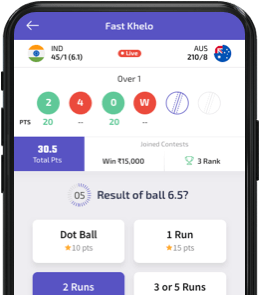 Fast Khelo
IND
45/1 (6.1)
Live
AUS
210/8
Over 1
2 4 0 W
PTS 20 -- 20 --
30.5
Total Pts
Joined Contests
Win ₹15,000
3 Rank
05 Result of ball 6.5?
Dot Ball
10 pts
1 Run
15 pts
2 Runs
3 or 5 Runs